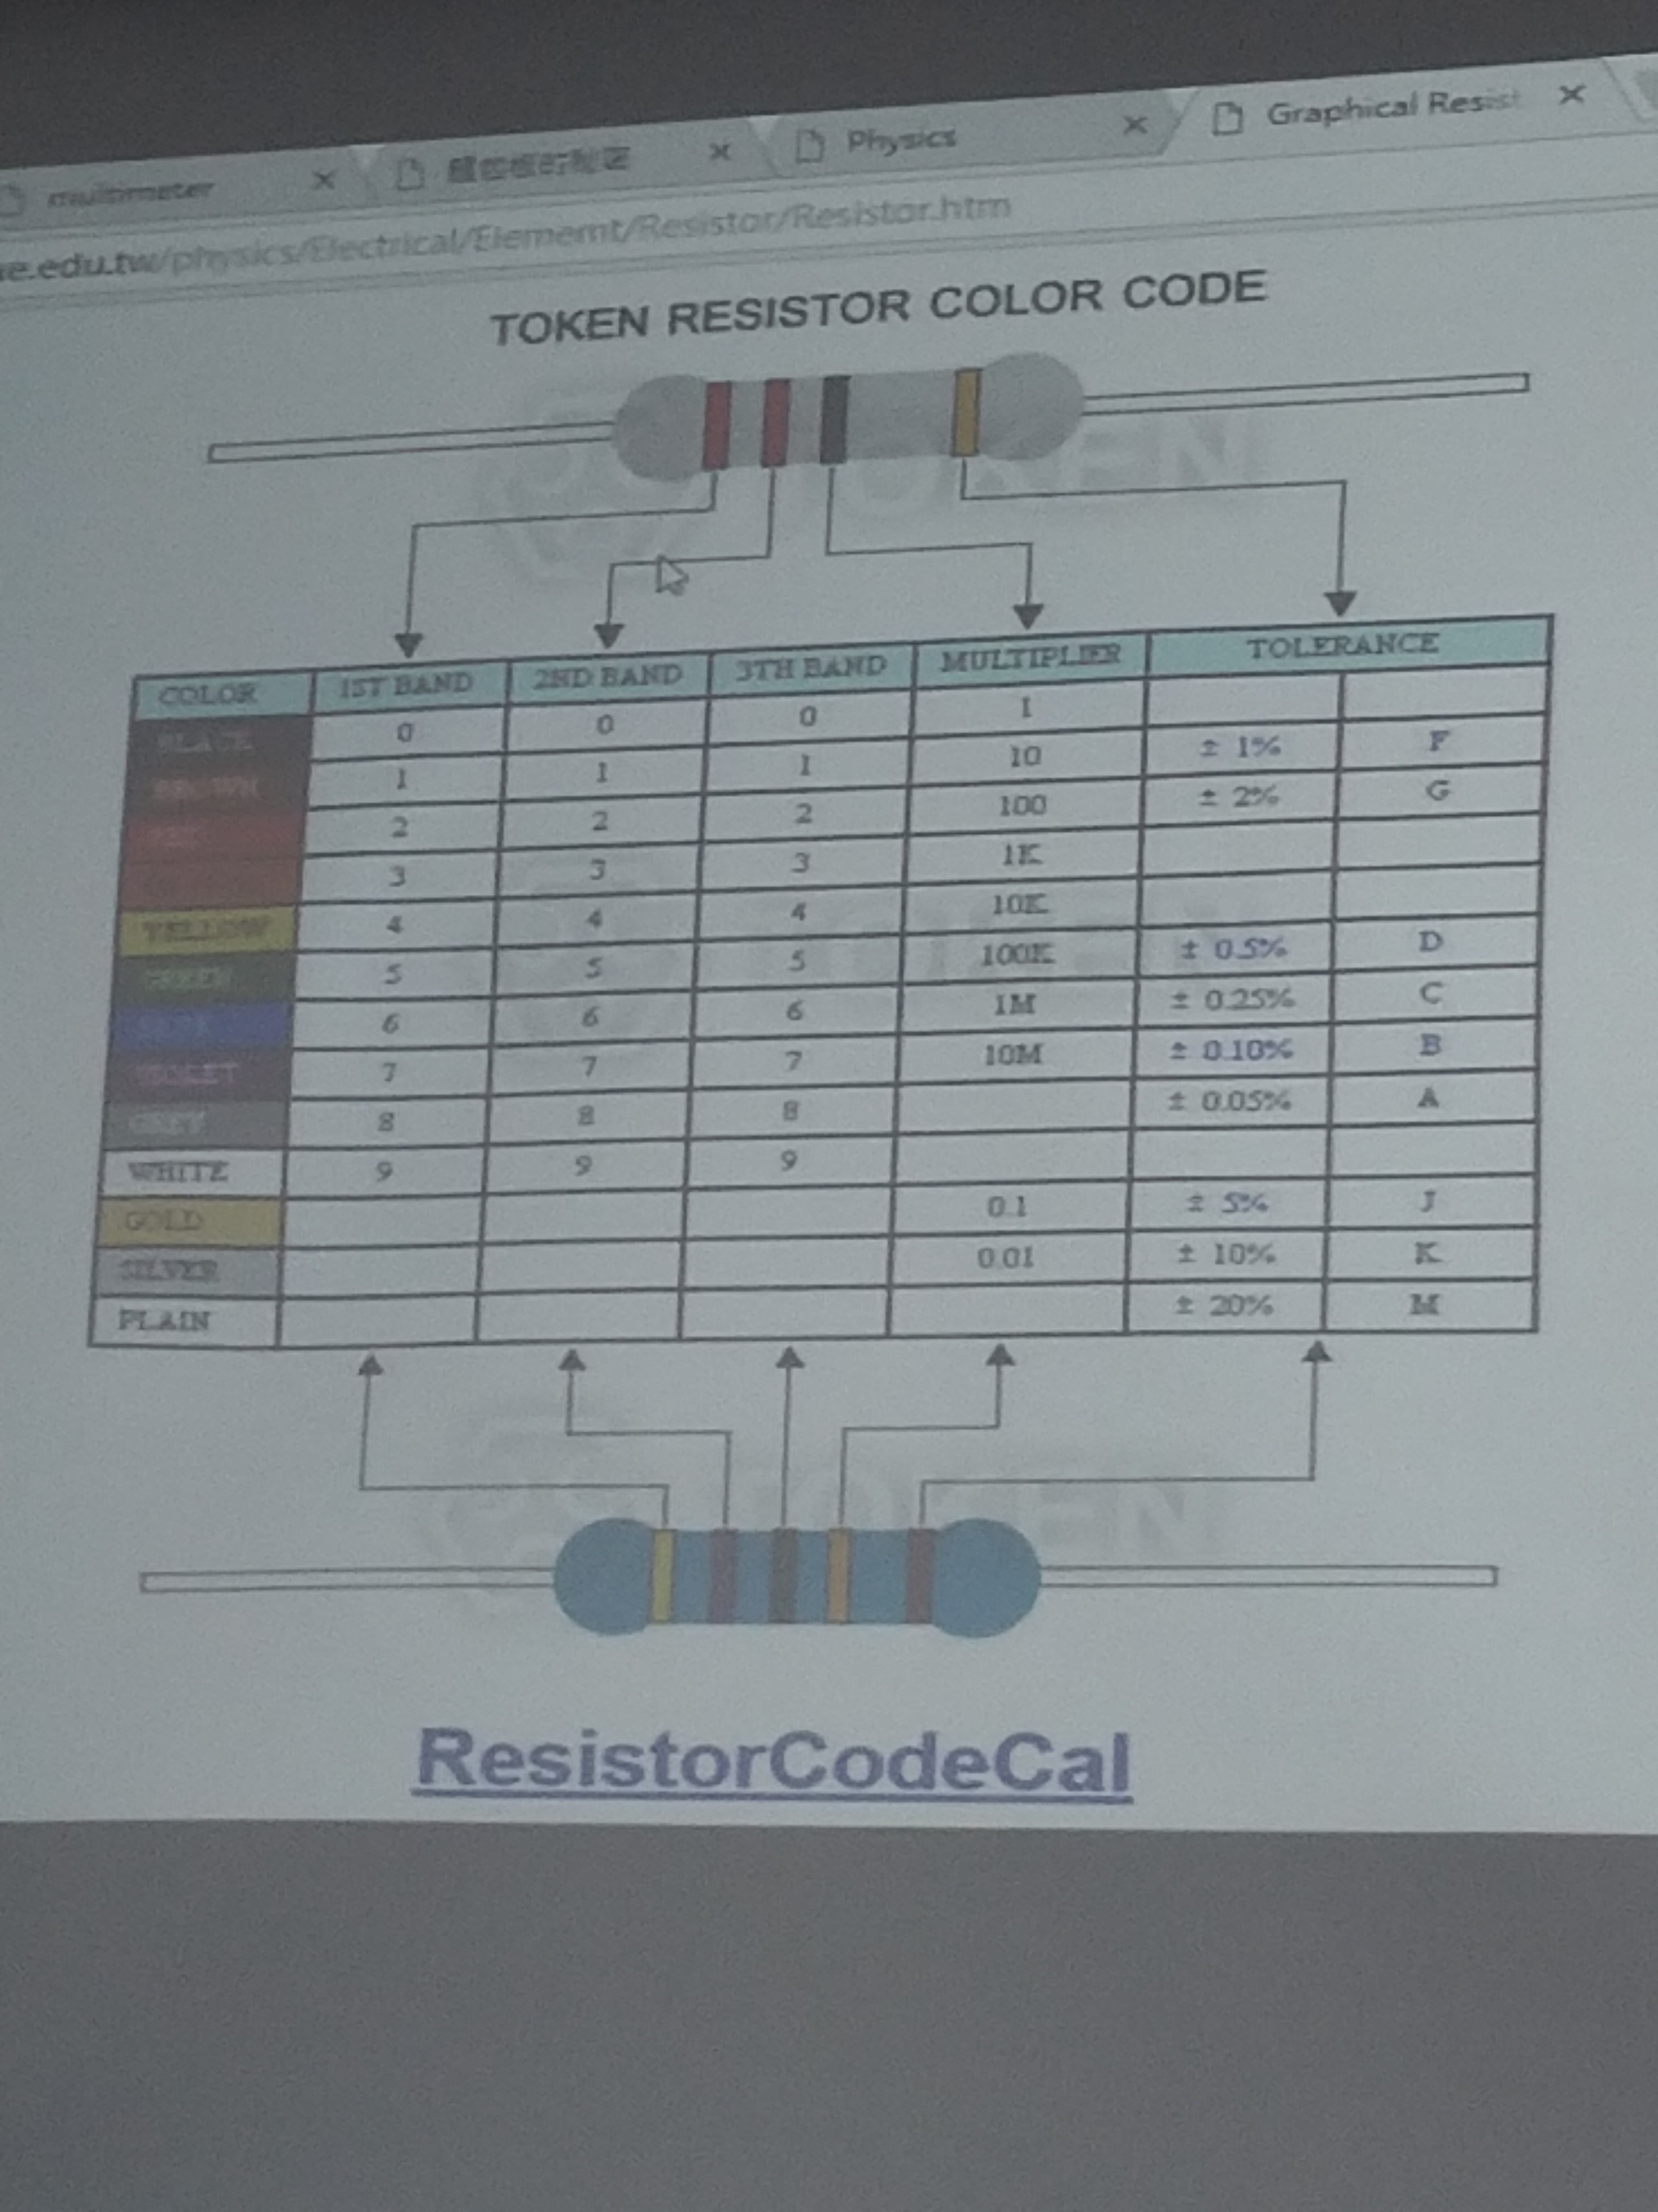 multimeter
Physics
Graphical Resist
e.edu.tw/physics/Electrical/Elememt/Resistor/Resistor.htm
TOKEN RESISTOR COLOR CODE
TOKEN
COLOR 1ST BAND 2ND BAND 3TH BAND MULTIPLIER TOLERANCE
BLACK 0 0 0 1
BROWN 1 1 1 10 ± 1% F
RED 2 2 2 100 ± 2% G
3 3 3 1K
YELLOW 4 4 4 10K
GREEN 5 5 5 100K ± 0.5% D
BLUE 6 6 6 1M ± 0.25% C
VIOLET 7 7 7 10M ± 0.10% B
GREY 8 8 8 ± 0.05% A
WHITE 9 9 9
GOLD 0.1 ± 5% J
SILVER 0.01 ± 10% K
PLAIN ± 20% M
TOKEN
ResistorCodeCal